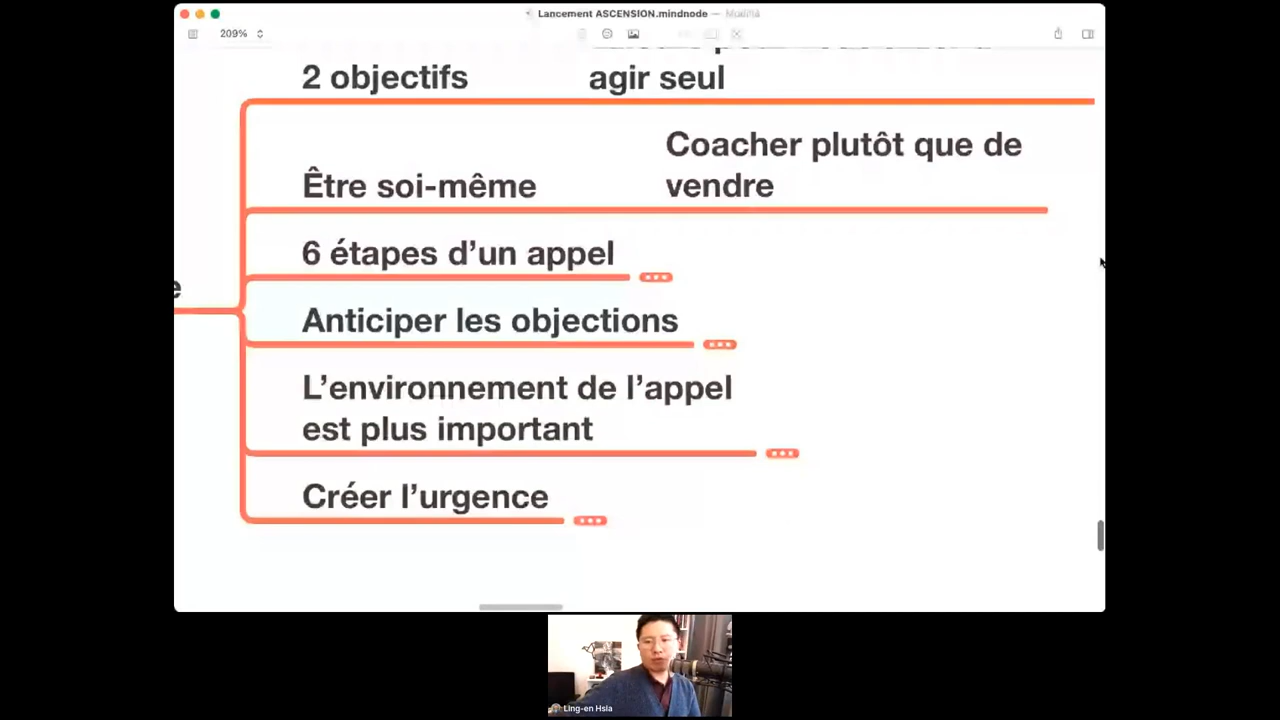 Lancement ASCENSION.mindnode — Modifié
209%
2 objectifs
agir seul
Être soi-même
Coacher plutôt que de
vendre
6 étapes d’un appel
Anticiper les objections
L’environnement de l’appel
est plus important
Créer l’urgence
Ling-en Hsia